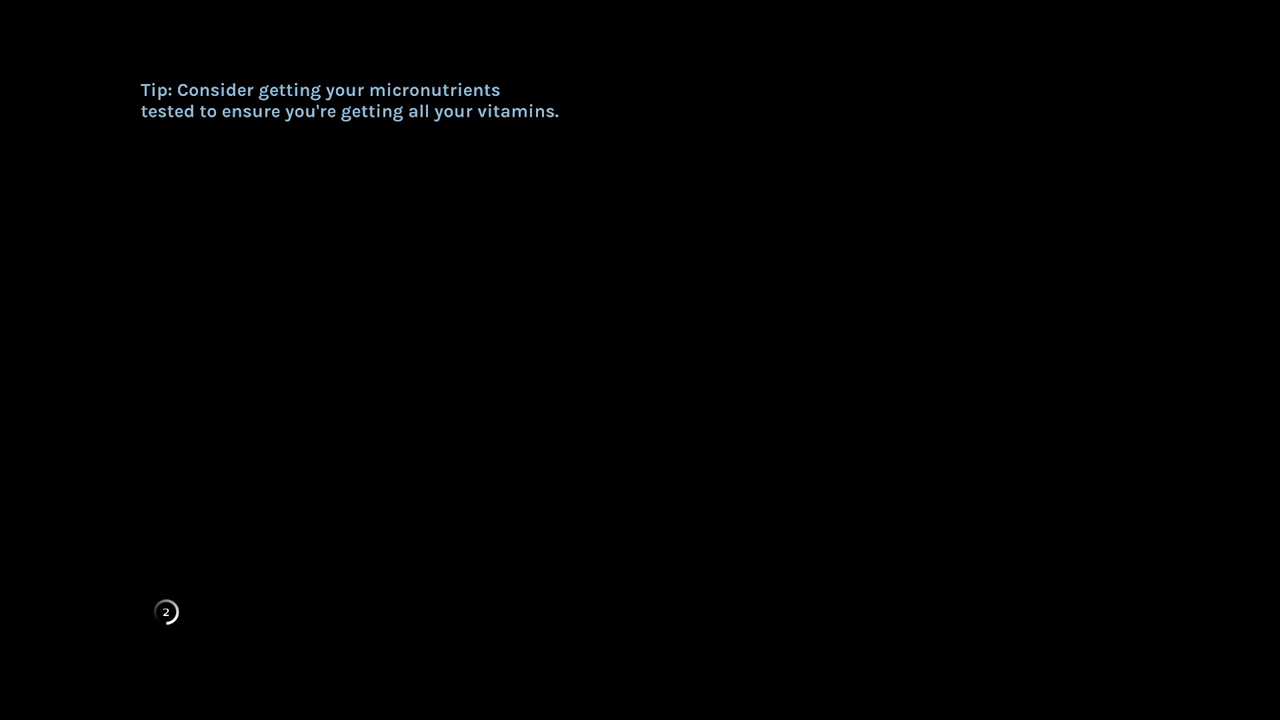 Tip: Consider getting your micronutrients
tested to ensure you're getting all your vitamins.
2